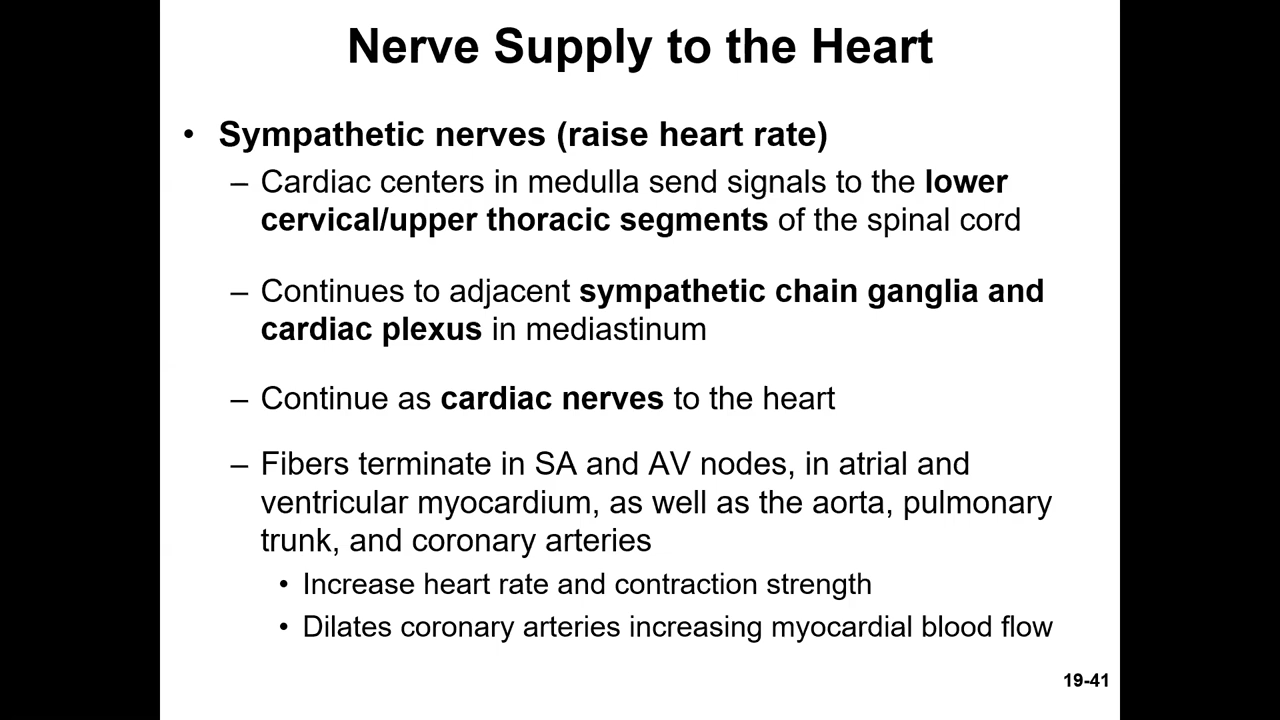 Nerve Supply to the Heart
• Sympathetic nerves (raise heart rate)
– Cardiac centers in medulla send signals to the lower
cervical/upper thoracic segments of the spinal cord
– Continues to adjacent sympathetic chain ganglia and
cardiac plexus in mediastinum
– Continue as cardiac nerves to the heart
– Fibers terminate in SA and AV nodes, in atrial and
ventricular myocardium, as well as the aorta, pulmonary
trunk, and coronary arteries
• Increase heart rate and contraction strength
• Dilates coronary arteries increasing myocardial blood flow
19-41